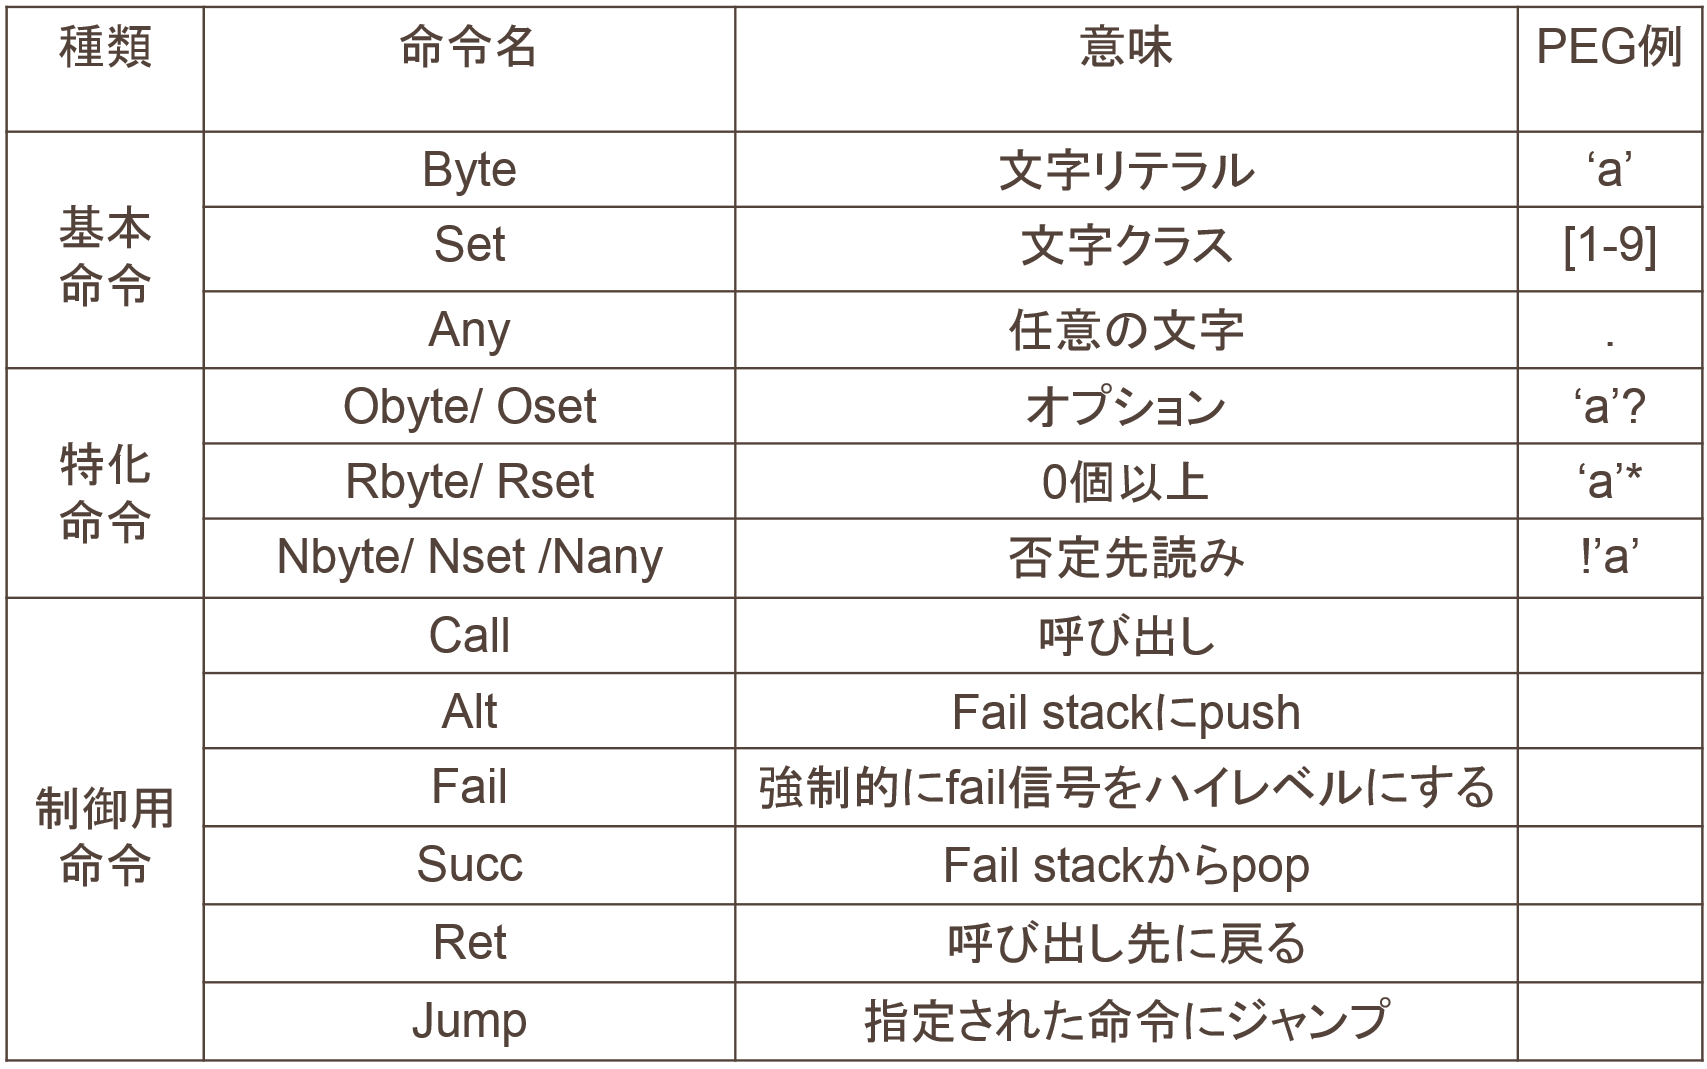 種類 命令名 意味 PEG例
基本
命令
Byte 文字リテラル ‘a’
Set 文字クラス [1-9]
Any 任意の文字 .
特化
命令
Obyte/ Oset オプション ‘a’?
Rbyte/ Rset 0個以上 ‘a’*
Nbyte/ Nset /Nany 否定先読み !’a’
制御用
命令
Call 呼び出し
Alt Fail stackにpush
Fail 強制的にfail信号をハイレベルにする
Succ Fail stackからpop
Ret 呼び出し先に戻る
Jump 指定された命令にジャンプ